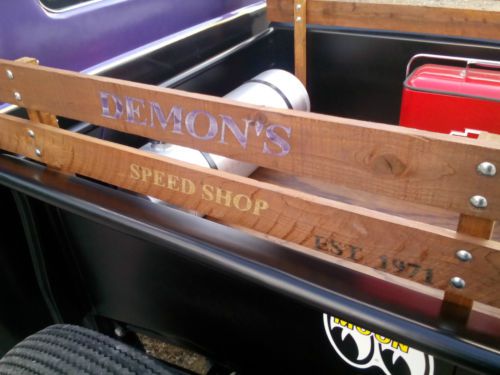 DEMON'S
SPEED SHOP
EST. 1971
MOON